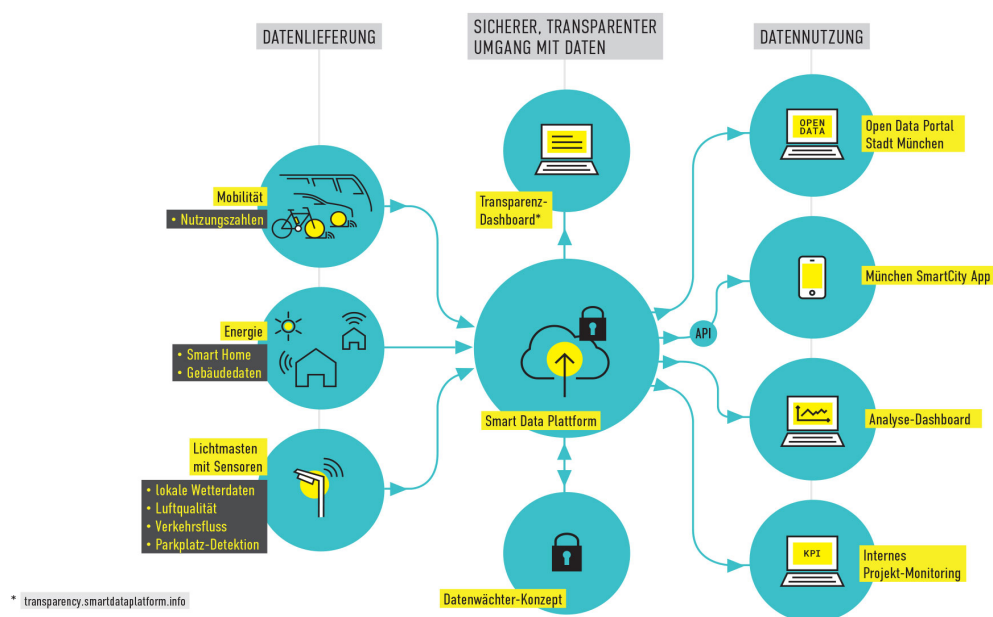 DATENLIEFERUNG
SICHERER, TRANSPARENTER
UMGANG MIT DATEN
DATENNUTZUNG
Mobilität
• Nutzungszahlen
Energie
• Smart Home
• Gebäudedaten
Lichtmasten
mit Sensoren
• lokale Wetterdaten
• Luftqualität
• Verkehrsfluss
• Parkplatz-Detektion
Transparenz-
Dashboard*
Smart Data Plattform
Datenwächter-Konzept
OPEN
DATA
Open Data Portal
Stadt München
API
München SmartCity App
Analyse-Dashboard
KPI
Internes
Projekt-Monitoring
* transparency.smartdataplatform.info